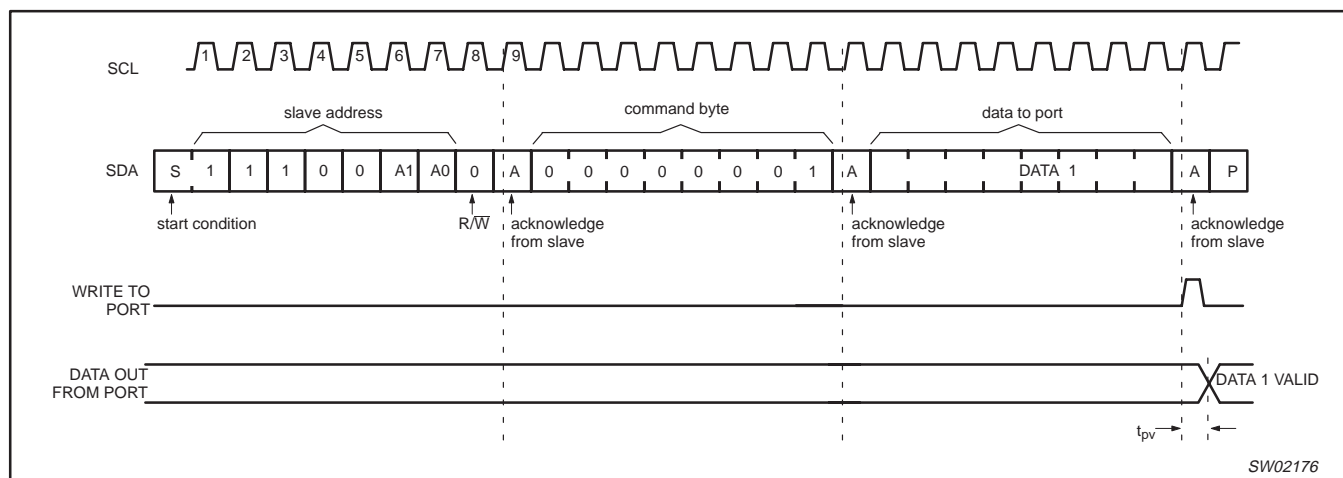 SCL 1 2 3 4 5 6 7 8 9
slave address command byte data to port
SDA S 1 1 1 0 0 A1 A0 0 A 0 0 0 0 0 0 0 1 A DATA 1 A P
start condition R/W̅ acknowledge from slave acknowledge from slave acknowledge from slave
WRITE TO
PORT
DATA OUT
FROM PORT
DATA 1 VALID
tpv
SW02176